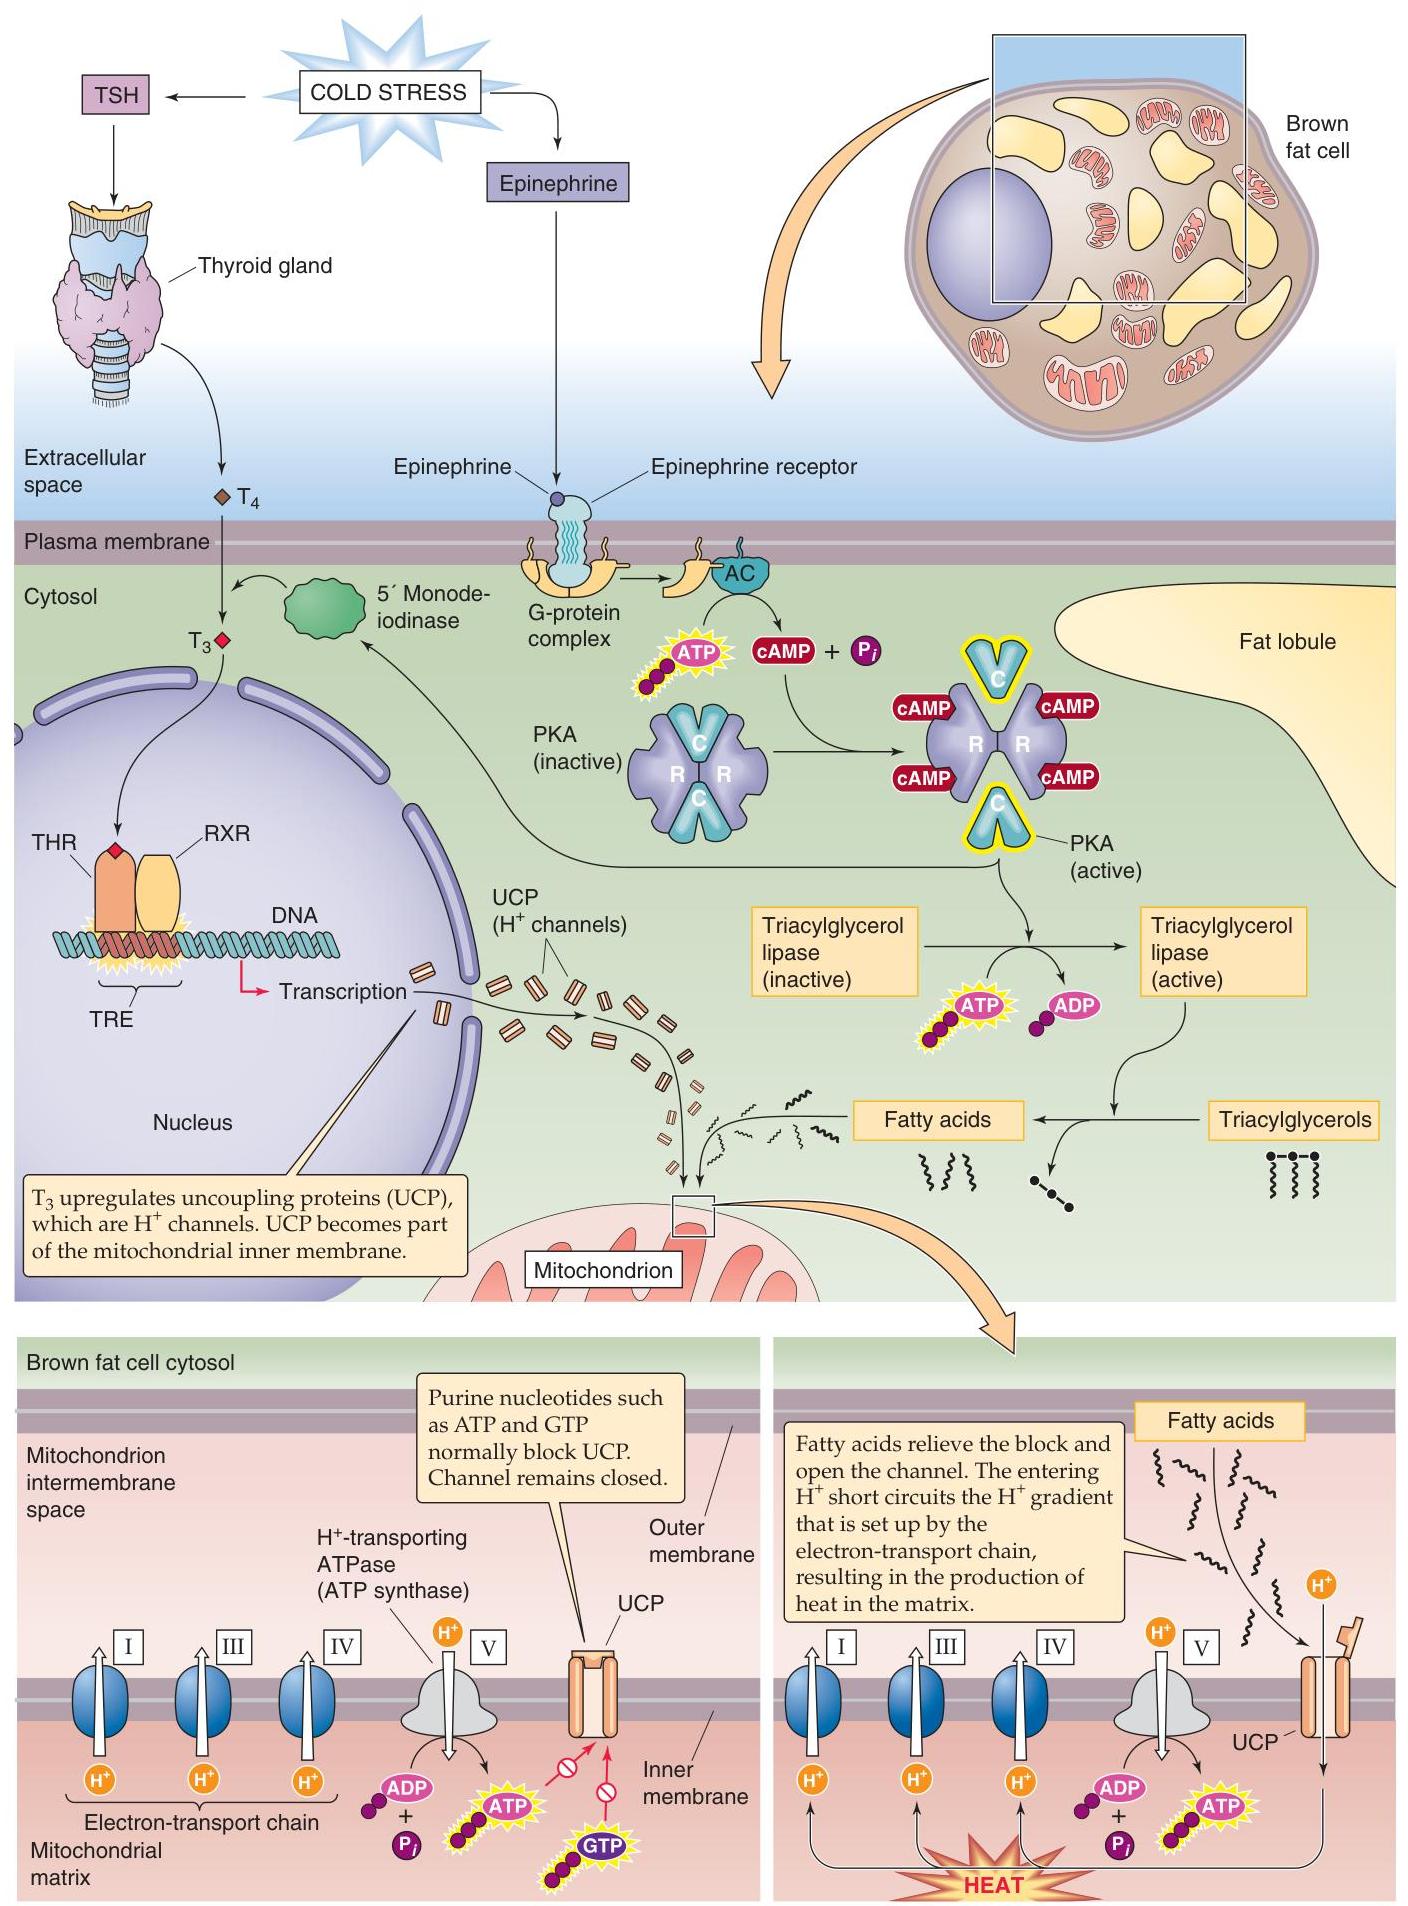 COLD STRESS
TSH
Epinephrine
Brown
fat cell
Thyroid gland
Extracellular
space
T4
Epinephrine
Epinephrine receptor
Plasma membrane
Cytosol
5´ Monode-
iodinase
G-protein
complex
AC
ATP
cAMP + Pi
T3
Fat lobule
PKA
(inactive)
C
R R
C
C
cAMP cAMP
R R
cAMP cAMP
C
PKA
(active)
THR
RXR
DNA
TRE
Transcription
UCP
(H+ channels)
Triacylglycerol
lipase
(inactive)
Triacylglycerol
lipase
(active)
ATP
ADP
Nucleus
Fatty acids
Triacylglycerols
T3 upregulates uncoupling proteins (UCP),
which are H+ channels. UCP becomes part
of the mitochondrial inner membrane.
Mitochondrion
Brown fat cell cytosol
Purine nucleotides such
as ATP and GTP
normally block UCP.
Channel remains closed.
Mitochondrion
intermembrane
space
Outer
membrane
H+-transporting
ATPase
(ATP synthase)
UCP
I
III
IV
H+
V
H+
H+
H+
ADP
+
Pi
ATP
GTP
Inner
membrane
Electron-transport chain
Mitochondrial
matrix
Fatty acids
Fatty acids relieve the block and
open the channel. The entering
H+ short circuits the H+ gradient
that is set up by the
electron-transport chain,
resulting in the production of
heat in the matrix.
H+
I
III
IV
H+
V
UCP
H+
H+
H+
ADP
+
Pi
ATP
HEAT